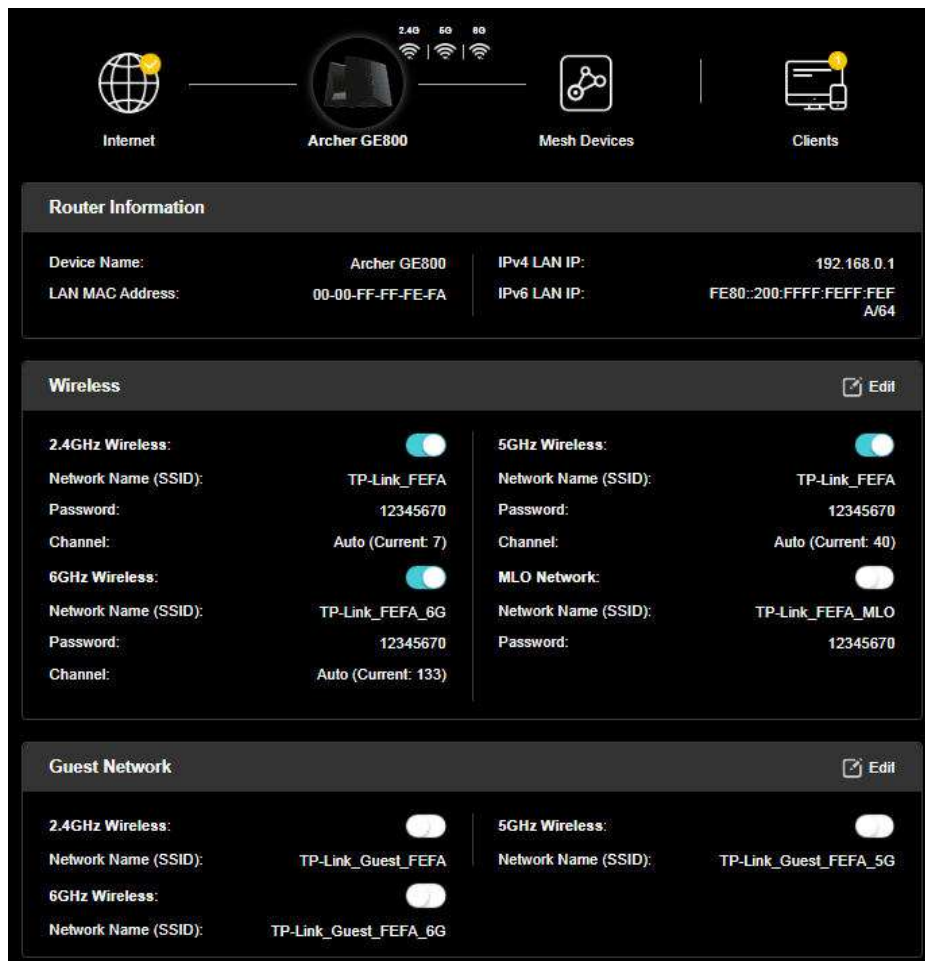 2.4G 5G 6G
1
Internet Archer GE800 Mesh Devices Clients
Router Information
Device Name: Archer GE800 IPv4 LAN IP: 192.168.0.1
LAN MAC Address: 00-00-FF-FF-FE-FA IPv6 LAN IP: FE80::200:FFFF:FEFF:FEF
A/64
Wireless Edit
2.4GHz Wireless: 5GHz Wireless:
Network Name (SSID): TP-Link_FEFA Network Name (SSID): TP-Link_FEFA
Password: 12345670 Password: 12345670
Channel: Auto (Current: 7) Channel: Auto (Current: 40)
6GHz Wireless: MLO Network:
Network Name (SSID): TP-Link_FEFA_6G Network Name (SSID): TP-Link_FEFA_MLO
Password: 12345670 Password: 12345670
Channel: Auto (Current: 133)
Guest Network Edit
2.4GHz Wireless: 5GHz Wireless:
Network Name (SSID): TP-Link_Guest_FEFA Network Name (SSID): TP-Link_Guest_FEFA_5G
6GHz Wireless:
Network Name (SSID): TP-Link_Guest_FEFA_6G